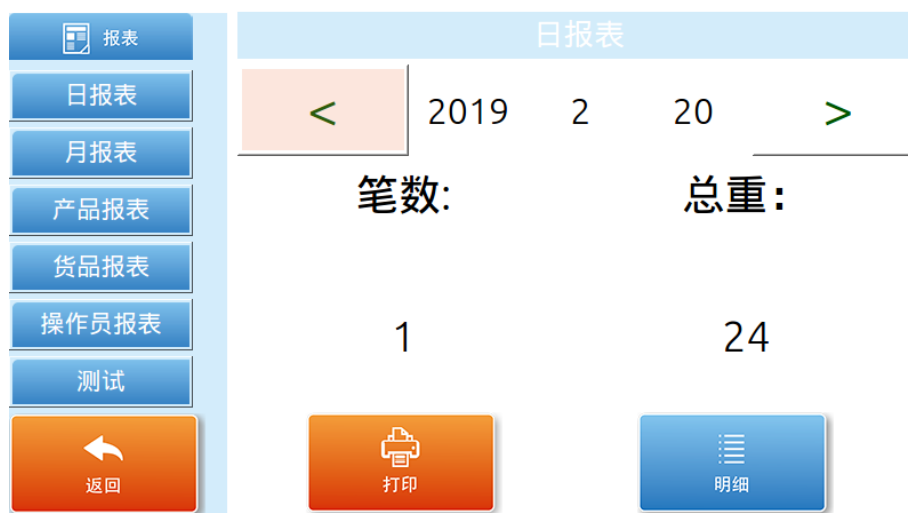 报表
日报表
月报表
产品报表
货品报表
操作员报表
测试
返回
日报表
< 2019 2 20 >
笔数: 总重：
1 24
打印 明细